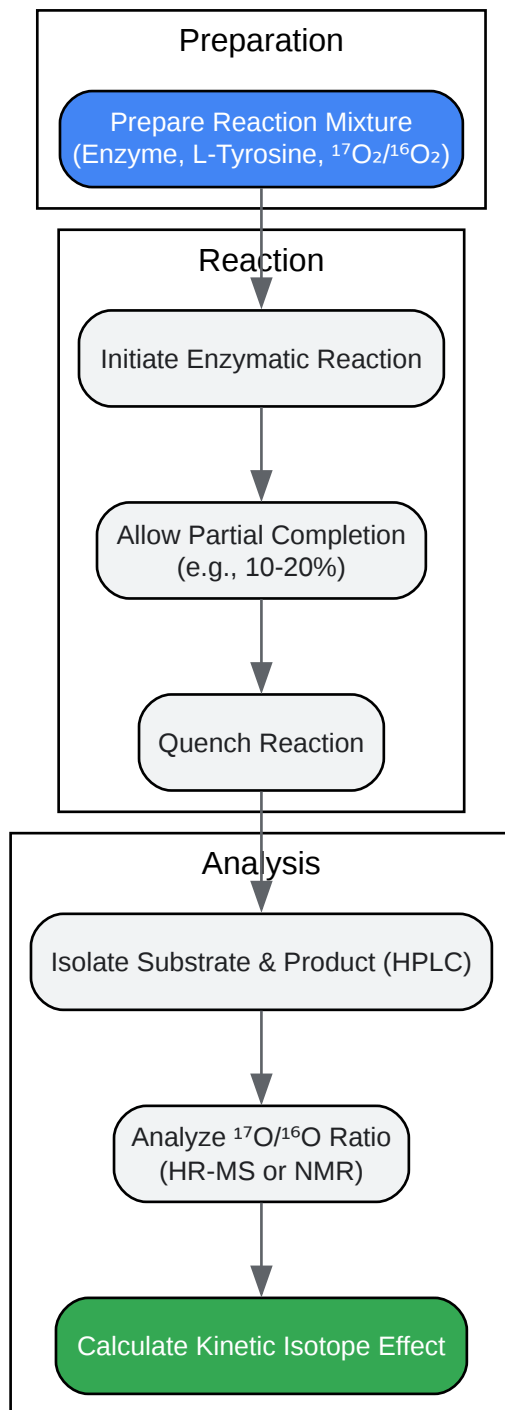 Preparation
Prepare Reaction Mixture
(Enzyme, L-Tyrosine, ¹⁷O₂/¹⁶O₂)
Reaction
Initiate Enzymatic Reaction
Allow Partial Completion
(e.g., 10-20%)
Quench Reaction
Analysis
Isolate Substrate & Product (HPLC)
Analyze ¹⁷O/¹⁶O Ratio
(HR-MS or NMR)
Calculate Kinetic Isotope Effect